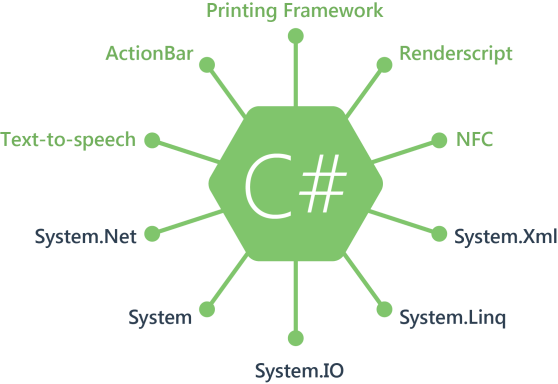 Printing Framework
ActionBar
Renderscript
Text-to-speech
NFC
C#
System.Net
System.Xml
System
System.Linq
System.IO